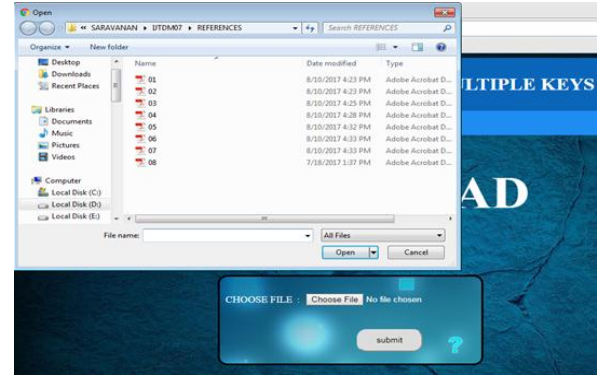 Open
« SARAVANAN ▸ IJTDM07 ▸ REFERENCES
Search REFERENCES
Organize
New folder
Desktop
Downloads
Recent Places
Libraries
Documents
Music
Pictures
Videos
Computer
Local Disk (C:)
Local Disk (D:)
Local Disk (E:)
Name Date modified Type
01 8/10/2017 4:23 PM Adobe Acrobat D...
02 8/10/2017 4:23 PM Adobe Acrobat D...
03 8/10/2017 4:25 PM Adobe Acrobat D...
04 8/10/2017 4:28 PM Adobe Acrobat D...
05 8/10/2017 4:32 PM Adobe Acrobat D...
06 8/10/2017 4:33 PM Adobe Acrobat D...
07 8/10/2017 4:33 PM Adobe Acrobat D...
08 7/18/2017 1:37 PM Adobe Acrobat D...
File name:
All Files
Open
Cancel
LTIPLE KEYS
AD
CHOOSE FILE : Choose File No file chosen
submit
?